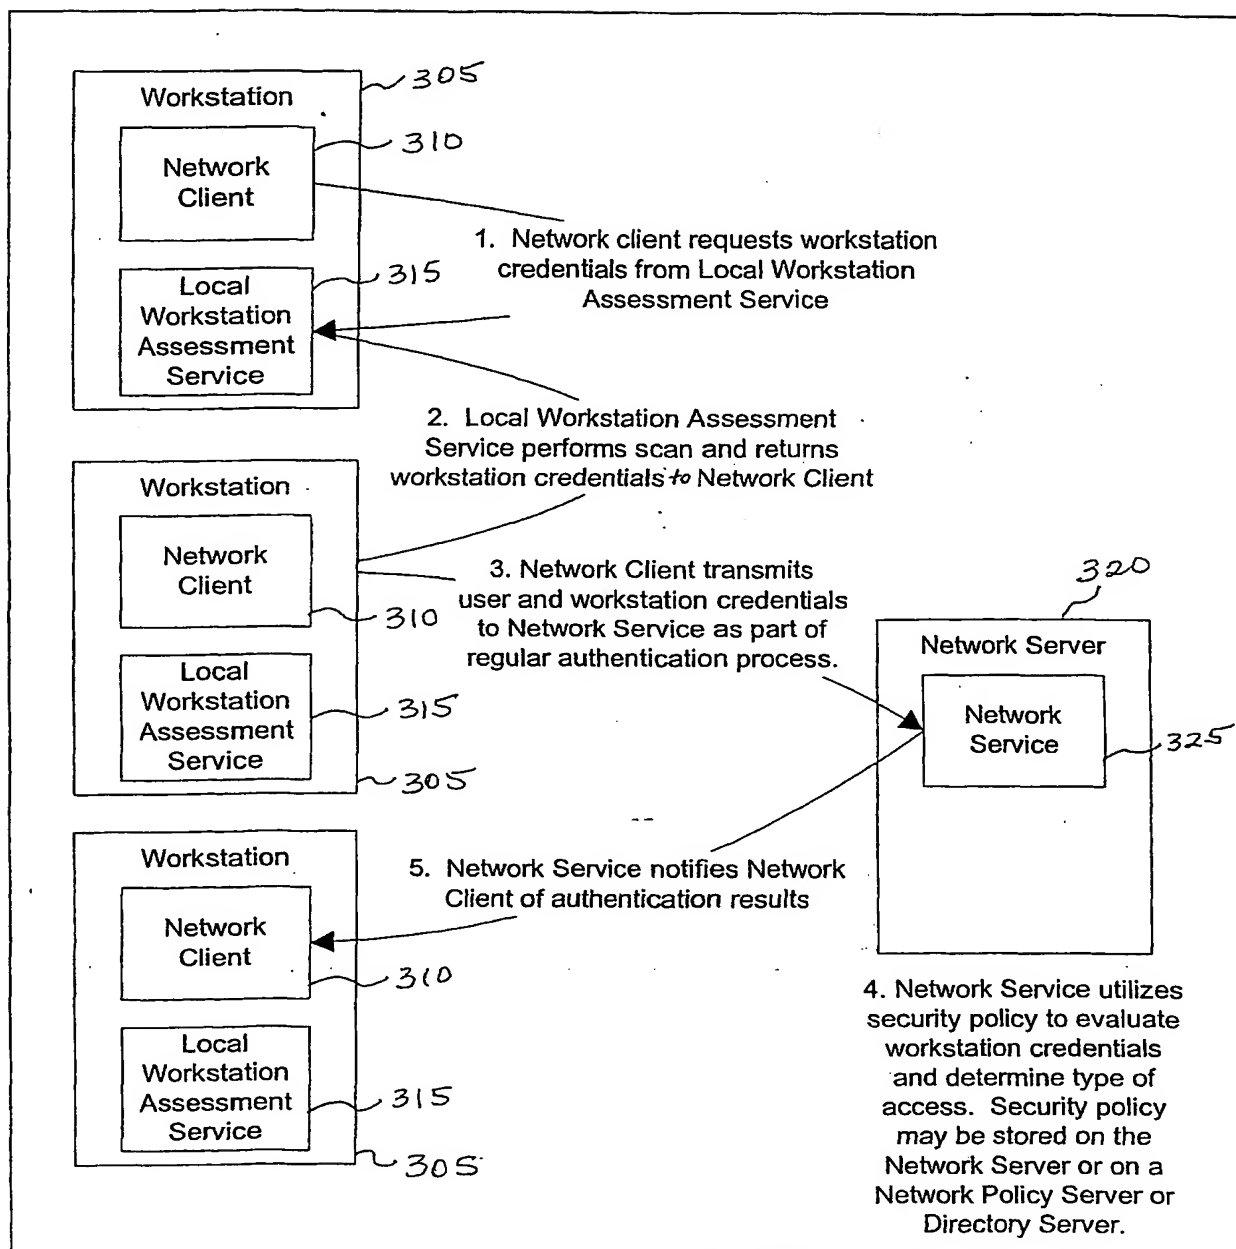 Workstation
305
Network
Client
310
Local
Workstation
Assessment
Service
315
1. Network client requests workstation
credentials from Local Workstation
Assessment Service
2. Local Workstation Assessment
Service performs scan and returns
workstation credentials to Network Client
Workstation
Network
Client
310
Local
Workstation
Assessment
Service
315
305
3. Network Client transmits
user and workstation credentials
to Network Service as part of
regular authentication process.
320
Network Server
Network
Service
325
Workstation
Network
Client
310
Local
Workstation
Assessment
Service
315
305
5. Network Service notifies Network
Client of authentication results
4. Network Service utilizes
security policy to evaluate
workstation credentials
and determine type of
access. Security policy
may be stored on the
Network Server or on a
Network Policy Server or
Directory Server.